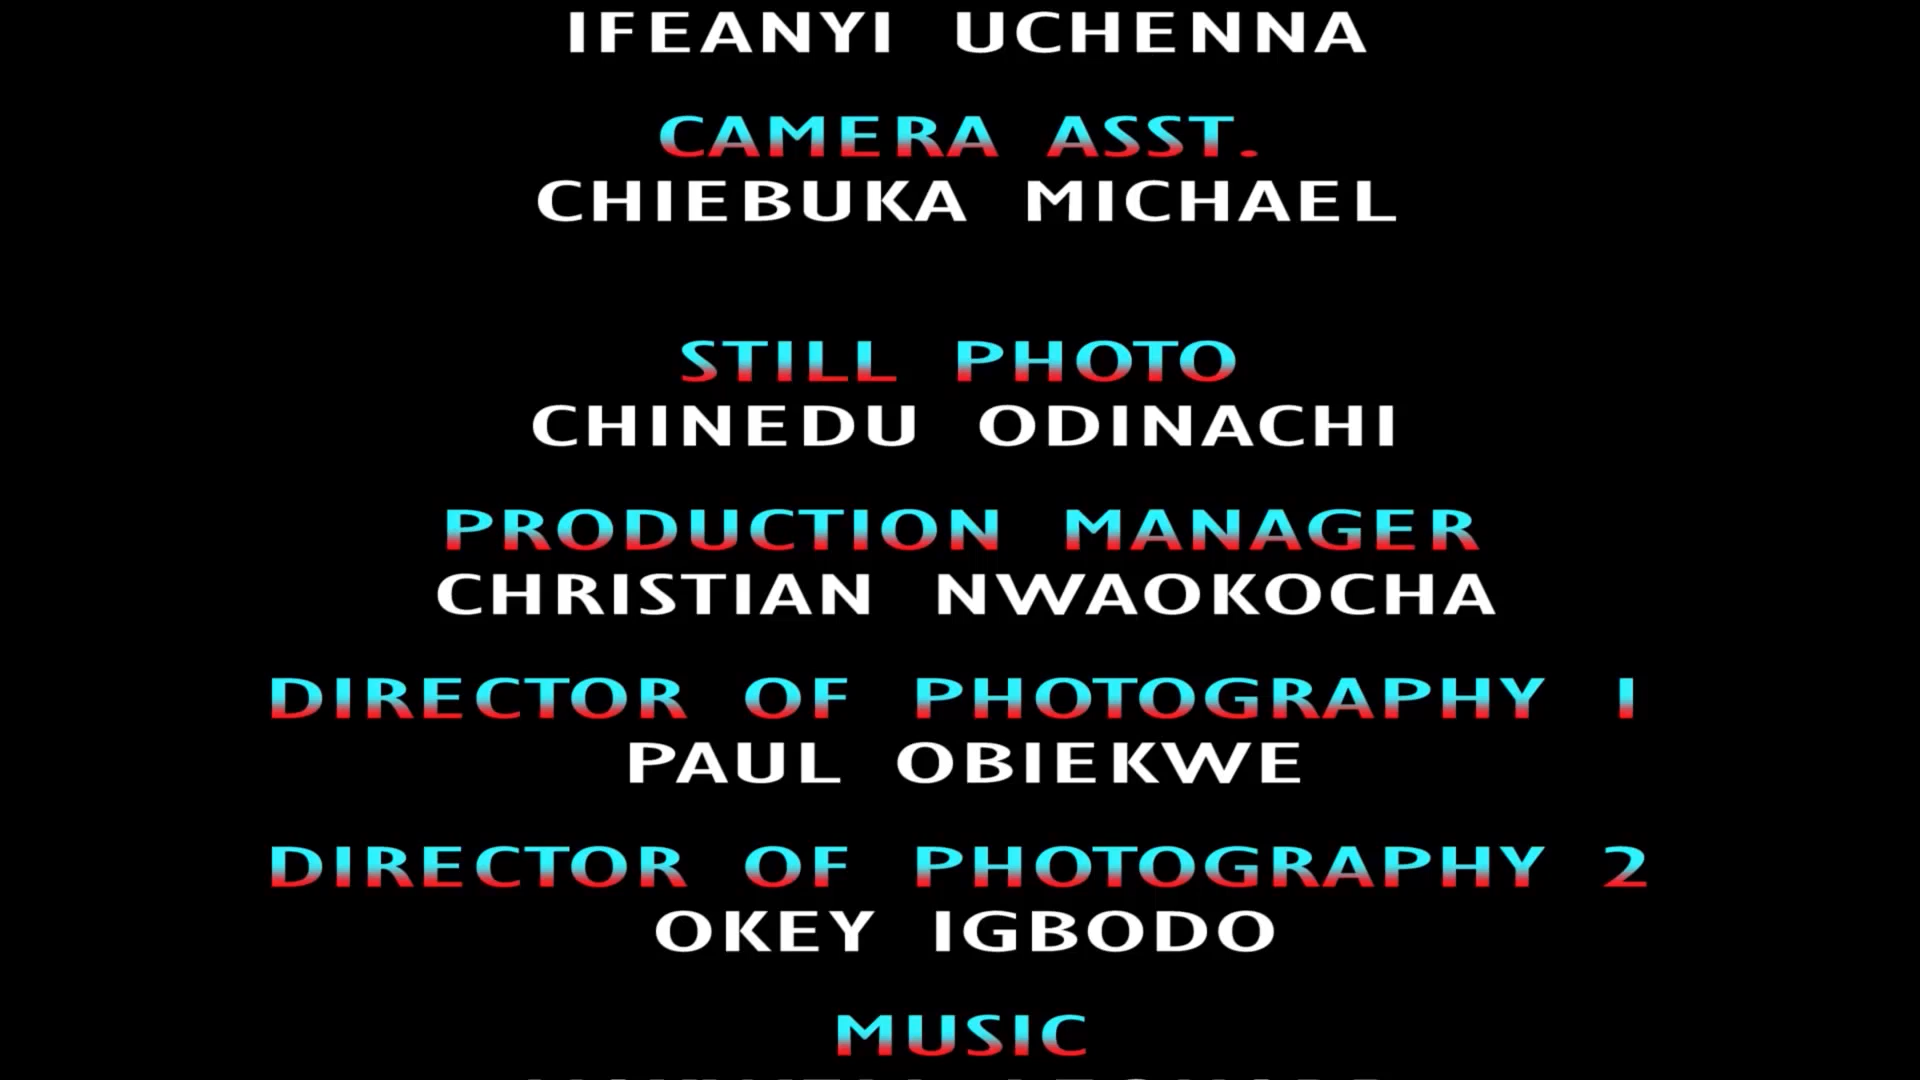 IFEANYI UCHENNA
CAMERA ASST.
CHIEBUKA MICHAEL
STILL PHOTO
CHINEDU ODINACHI
PRODUCTION MANAGER
CHRISTIAN NWAOKOCHA
DIRECTOR OF PHOTOGRAPHY 1
PAUL OBIEKWE
DIRECTOR OF PHOTOGRAPHY 2
OKEY IGBODO
MUSIC